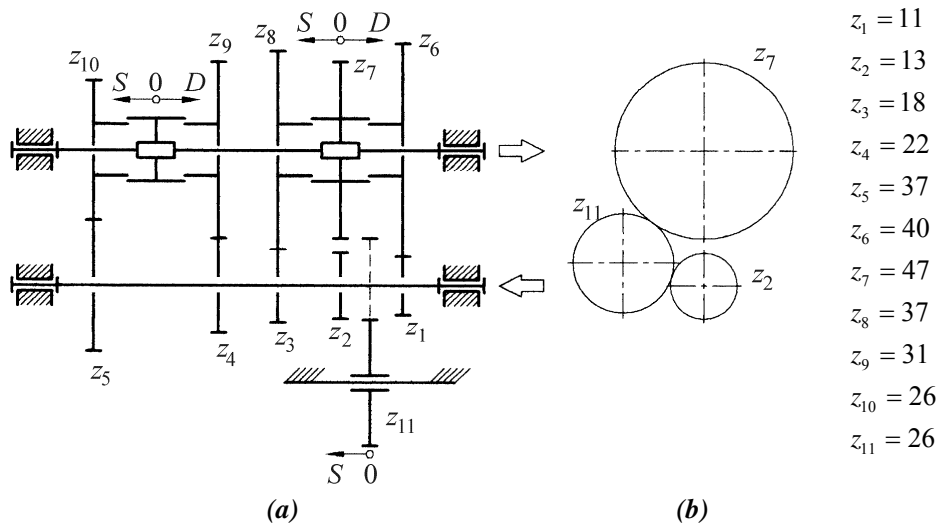 S 0 D
z₈
z₆
z₉
z₇
z₁₀
S 0 D
z₅
z₄
z₃
z₂
z₁
z₁₁
S 0
(a)
z₇
z₁₁
z₂
(b)
z₁ = 11
z₂ = 13
z₃ = 18
z₄ = 22
z₅ = 37
z₆ = 40
z₇ = 47
z₈ = 37
z₉ = 31
z₁₀ = 26
z₁₁ = 26